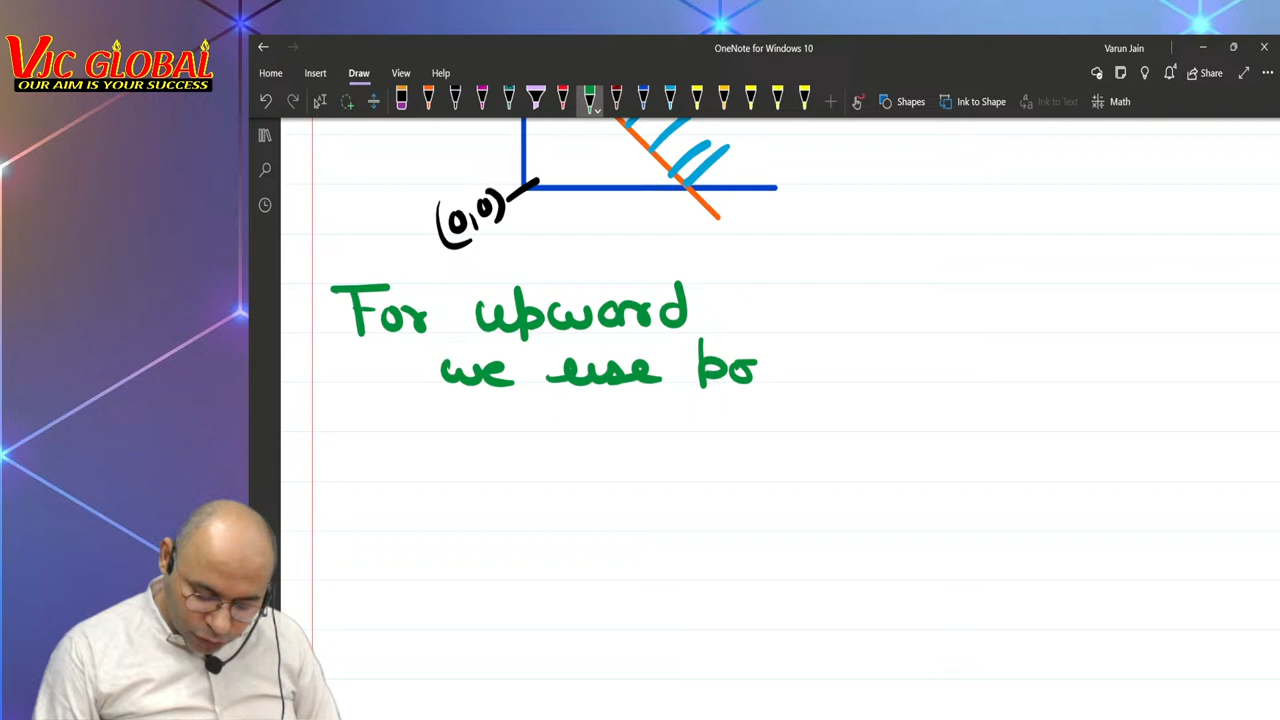 VJC GLOBAL
OUR AIM IS YOUR SUCCESS
OneNote for Windows 10
Varun Jain
Home Insert Draw View Help
Share
Shapes Ink to Shape Ink to Text Math
(0,0)
For upward
we use bo